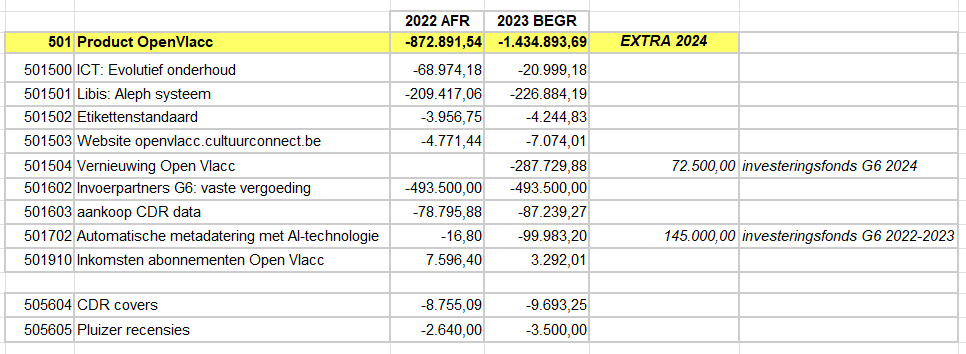 2022 AFR 2023 BEGR
501 Product OpenVlacc -872.891,54 -1.434.893,69 EXTRA 2024
501500 ICT: Evolutief onderhoud -68.974,18 -20.999,18
501501 Libis: Aleph systeem -209.417,06 -226.884,19
501502 Etikettenstandaard -3.956,75 -4.244,83
501503 Website openvlacc.cultuurconnect.be -4.771,44 -7.074,01
501504 Vernieuwing Open Vlacc -287.729,88 72.500,00 investeringsfonds G6 2024
501602 Invoerpartners G6: vaste vergoeding -493.500,00 -493.500,00
501603 aankoop CDR data -78.795,88 -87.239,27
501702 Automatische metadatering met AI-technologie -16,80 -99.983,20 145.000,00 investeringsfonds G6 2022-2023
501910 Inkomsten abonnementen Open Vlacc 7.596,40 3.292,01
505604 CDR covers -8.755,09 -9.693,25
505605 Pluizer recensies -2.640,00 -3.500,00